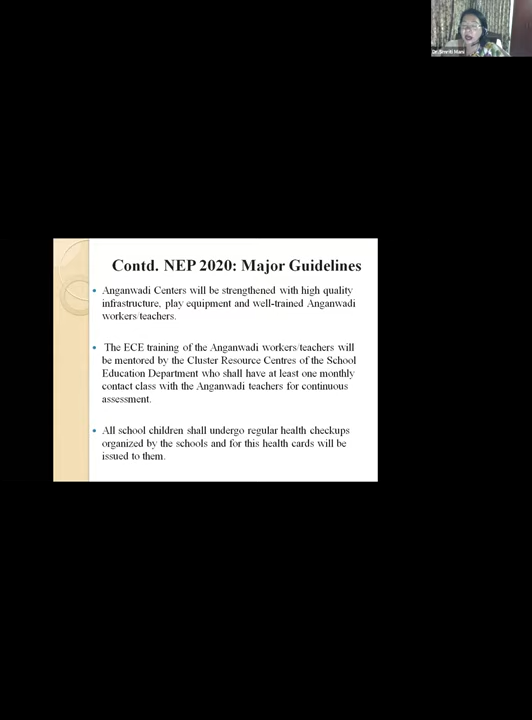 Dr. Smriti Mani
Contd. NEP 2020: Major Guidelines
• Anganwadi Centers will be strengthened with high quality
infrastructure, play equipment and well-trained Anganwadi
workers/teachers.
• The ECE training of the Anganwadi workers/teachers will
be mentored by the Cluster Resource Centres of the School
Education Department who shall have at least one monthly
contact class with the Anganwadi teachers for continuous
assessment.
• All school children shall undergo regular health checkups
organized by the schools and for this health cards will be
issued to them.